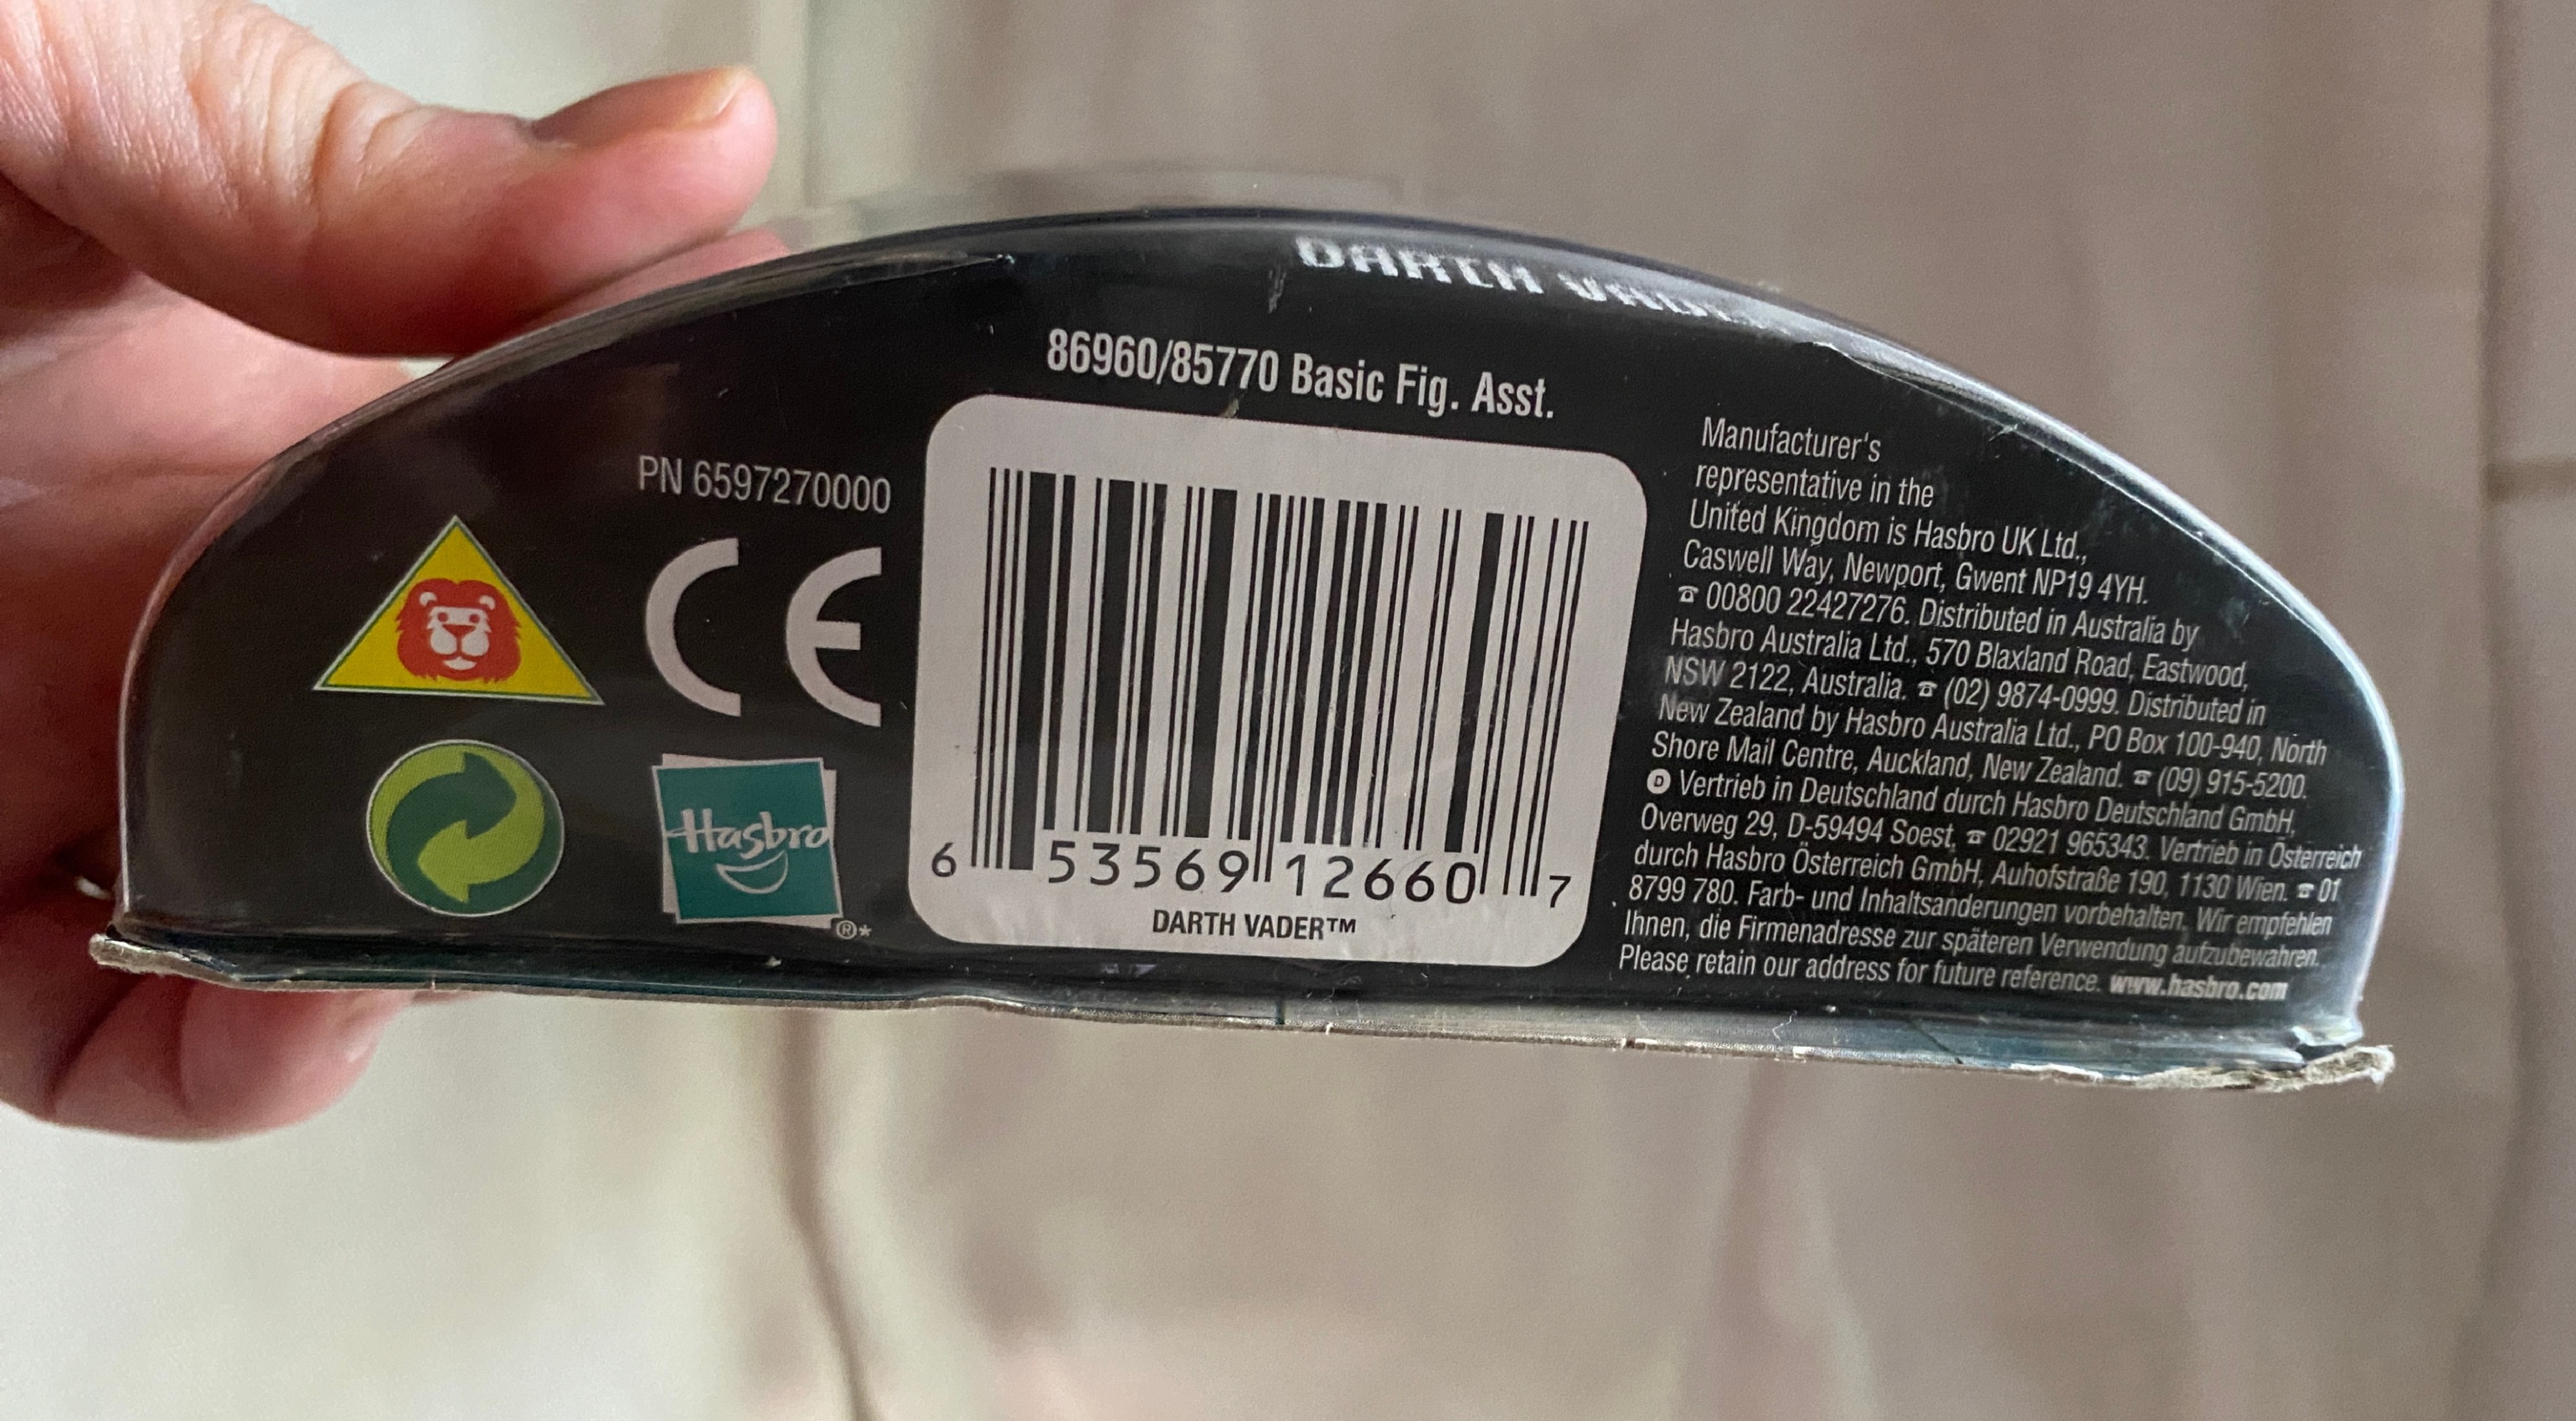 DARTH VADER
86960/85770 Basic Fig. Asst.
PN 6597270000
CE
Hasbro
®*
6 53569 12660 7
DARTH VADER™
Manufacturer's
representative in the
United Kingdom is Hasbro UK Ltd.,
Caswell Way, Newport, Gwent NP19 4YH.
☎ 00800 22427276. Distributed in Australia by
Hasbro Australia Ltd., 570 Blaxland Road, Eastwood,
NSW 2122, Australia. ☎ (02) 9874-0999. Distributed in
New Zealand by Hasbro Australia Ltd., PO Box 100-940, North
Shore Mail Centre, Auckland, New Zealand. ☎ (09) 915-5200.
D Vertrieb in Deutschland durch Hasbro Deutschland GmbH,
Overweg 29, D-59494 Soest, ☎ 02921 965343. Vertrieb in Österreich
durch Hasbro Österreich GmbH, Auhofstraße 190, 1130 Wien. ☎ 01
8799 780. Farb- und Inhaltsänderungen vorbehalten. Wir empfehlen
Ihnen, die Firmenadresse zur späteren Verwendung aufzubewahren.
Please retain our address for future reference. www.hasbro.com